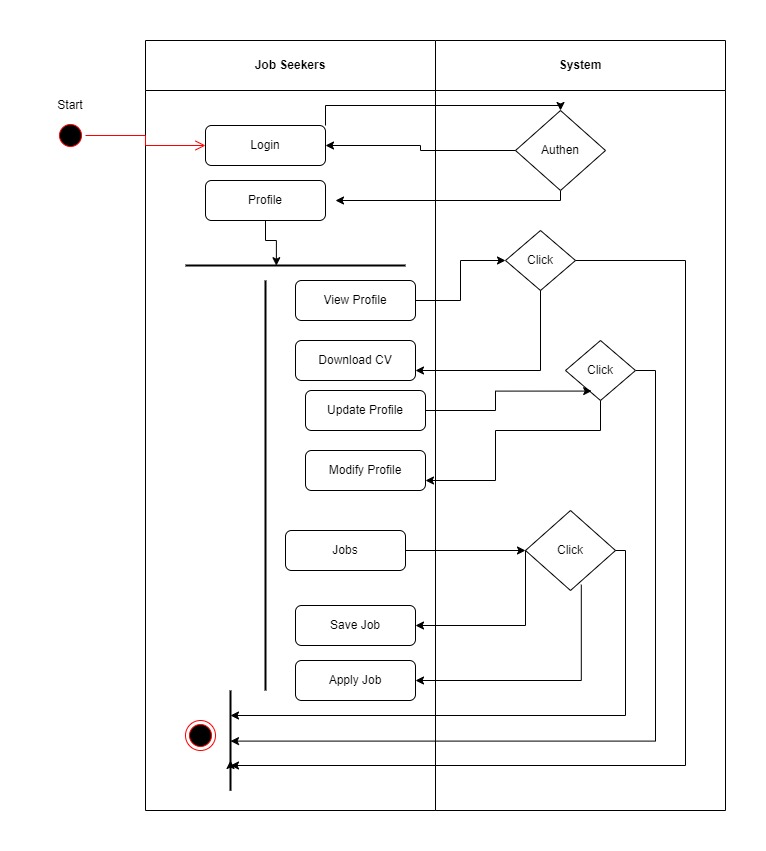 Job Seekers
System
Start
Login
Authen
Profile
Click
View Profile
Download CV
Click
Update Profile
Modify Profile
Jobs
Click
Save Job
Apply Job